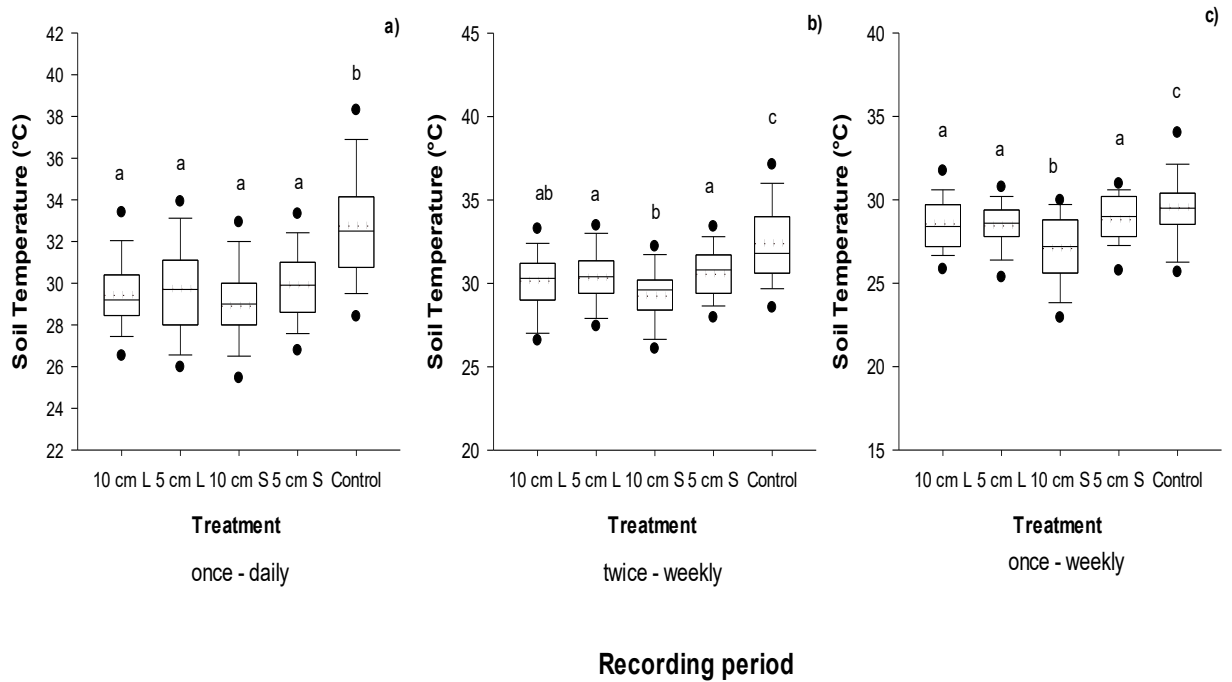 a)
Soil Temperature (°C)
42
40
38
36
34
32
30
28
26
24
22
b
a
a
a
a
10 cm L 5 cm L 10 cm S 5 cm S Control
Treatment
once - daily
b)
Soil Temperature (°C)
45
40
35
30
25
20
ab
a
b
a
c
10 cm L 5 cm L 10 cm S 5 cm S Control
Treatment
twice - weekly
c)
Soil Temperature (°C)
40
35
30
25
20
15
a
a
b
a
c
10 cm L 5 cm L 10 cm S 5 cm S Control
Treatment
once - weekly
Recording period